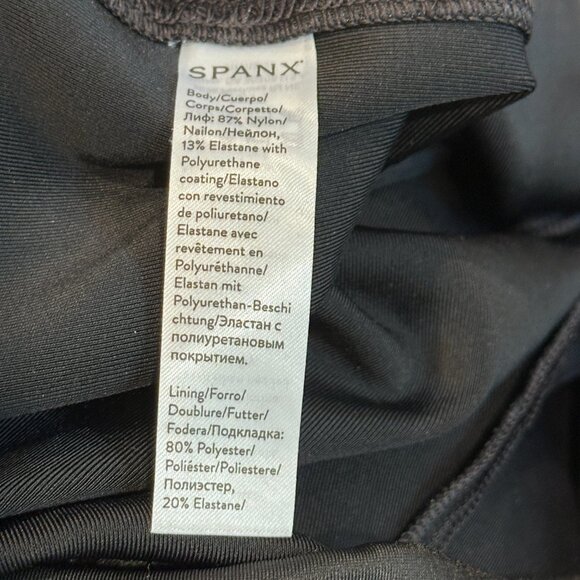 SPANX®
Body/Cuerpo/
Corps/Corpetto/
Лиф: 87% Nylon/
Nailon/Нейлон,
13% Elastane with
Polyurethane
coating/Elastano
con revestimiento
de poliuretano/
Elastane avec
revêtement en
Polyuréthanne/
Elastan mit
Polyurethan-Beschi
chtung/Эластан с
полиуретановым
покрытием.
Lining/Forro/
Doublure/Futter/
Fodera/Подкладка:
80% Polyester/
Poliéster/Poliestere/
Полиэстер,
20% Elastane/